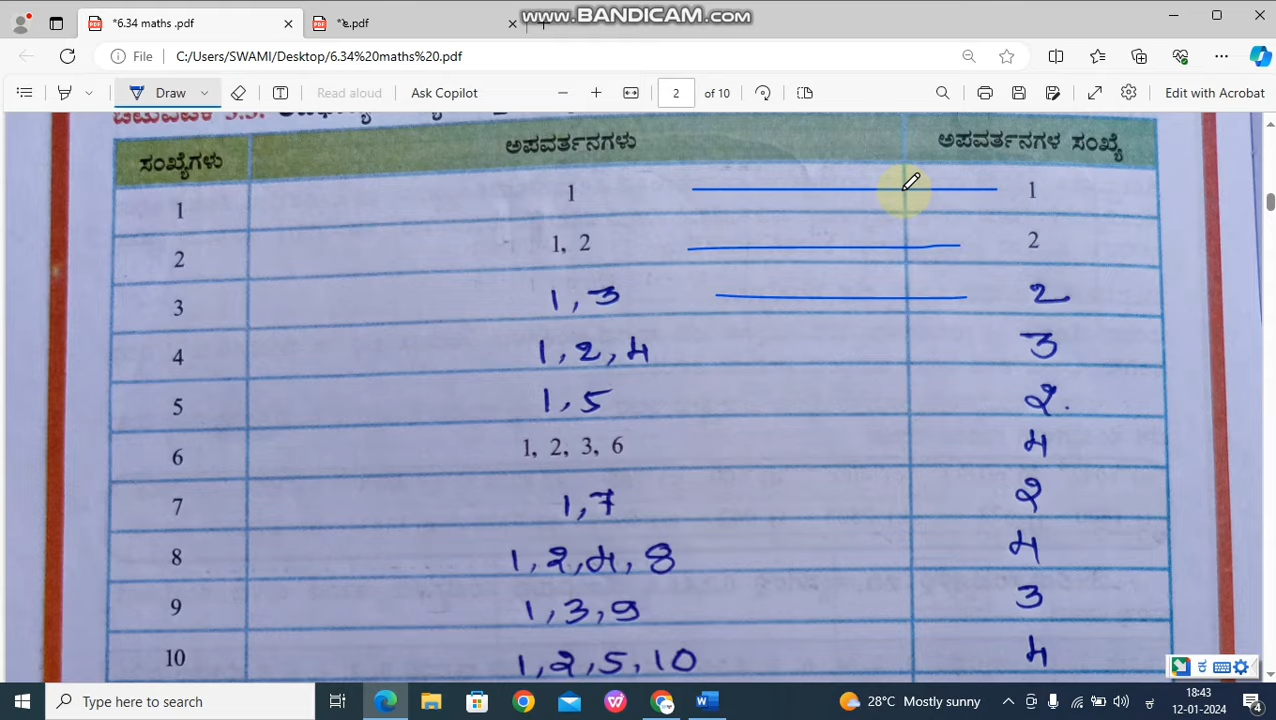 www.BANDICAM.com
*6.34 maths .pdf
File C:/Users/SWAMI/Desktop/6.34%20maths%20.pdf
Draw Read aloud Ask Copilot 2 of 10 Edit with Acrobat
ಸಂಖ್ಯೆಗಳು ಅಪವರ್ತನಗಳು ಅಪವರ್ತನಗಳ ಸಂಖ್ಯೆ
1 1 1
2 1, 2 2
3 1, 3 2
4 1, 2, 4 3
5 1, 5 2.
6 1, 2, 3, 6 4
7 1, 7 2
8 1, 2, 4, 8 4
9 1, 3, 9 3
10 1, 2, 5, 10 4
Type here to search 28°C Mostly sunny 18:43
12-01-2024 4